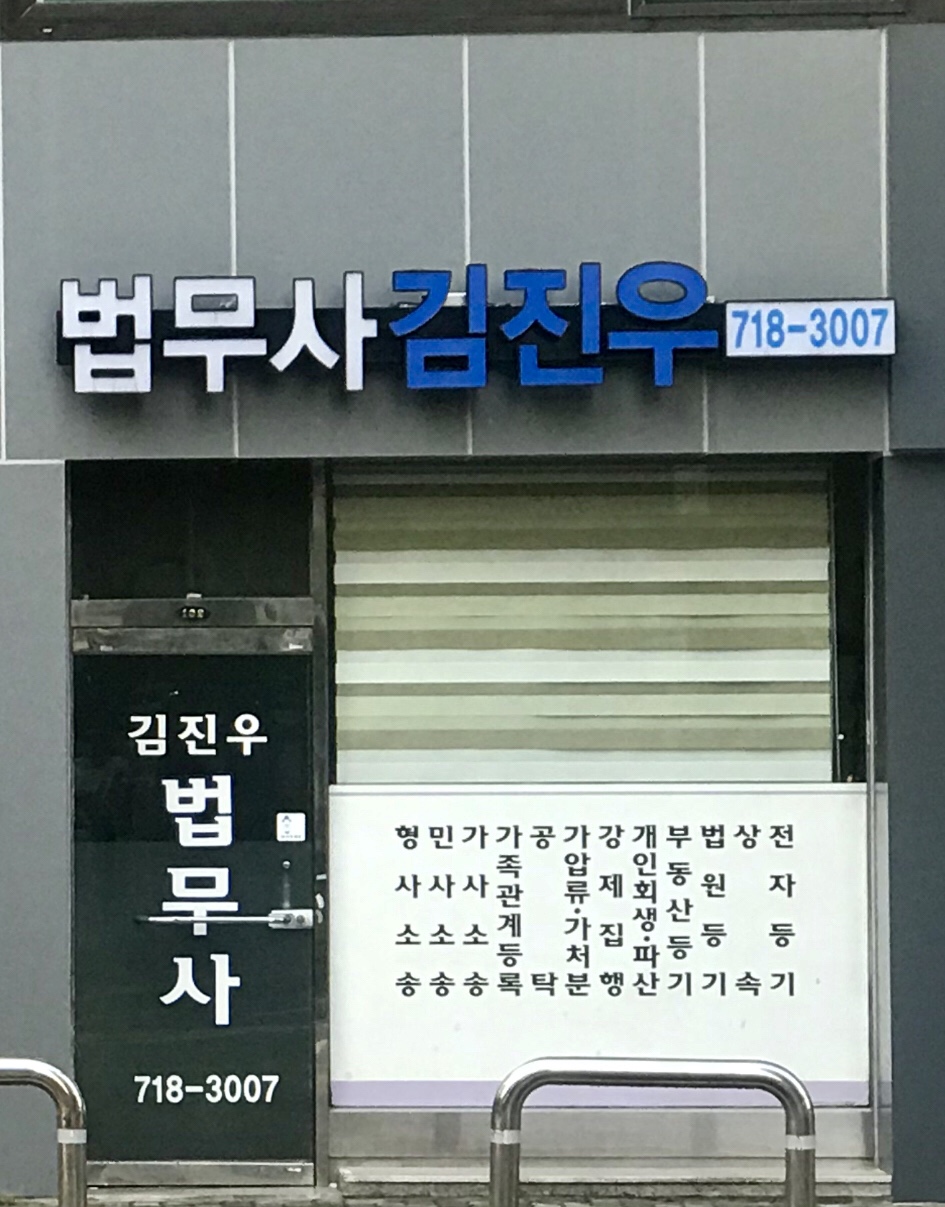 법무사김진우 718-3007
108
김진우
법무사
718-3007
형사소송
민사소송
가사소송
가족관계등록
공탁
가압류·가처분
강제집행
개인회생·파산
부동산등기
법원등기
상속
전자등기